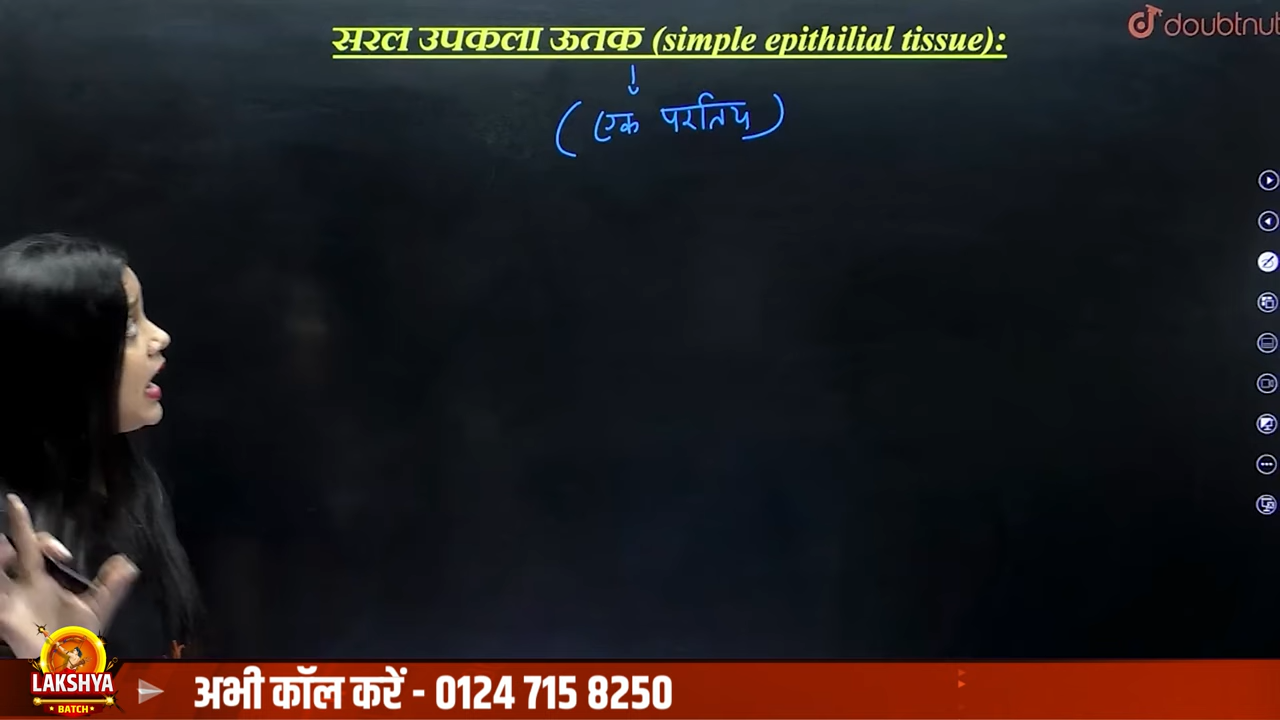 सरल उपकला ऊतक (simple epithilial tissue):
doubtnut
(एक परतिय)
LAKSHYA
BATCH
अभी कॉल करें - 0124 715 8250